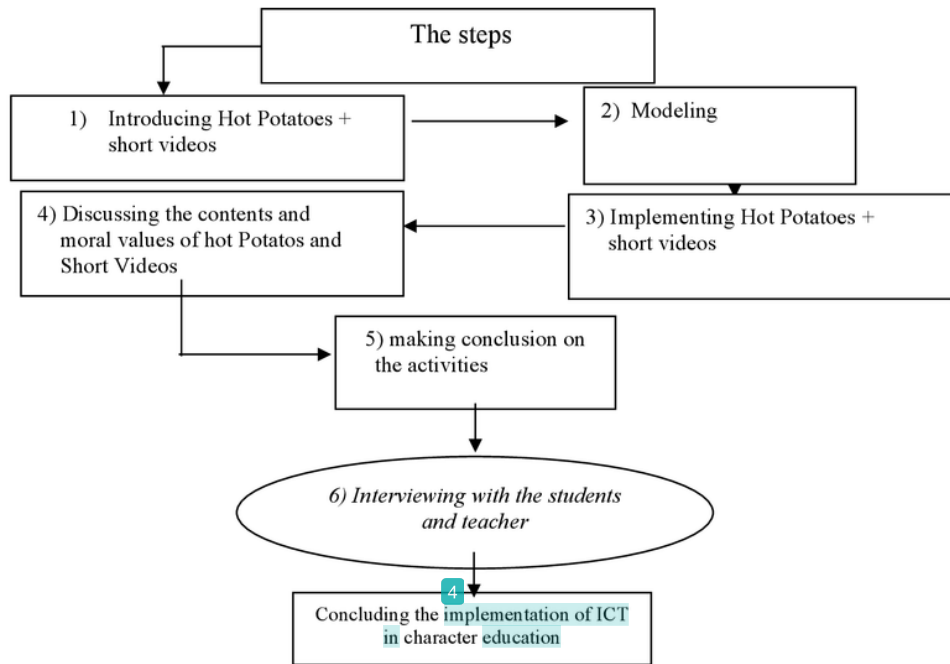 The steps
1) Introducing Hot Potatoes +
short videos
2) Modeling
3) Implementing Hot Potatoes +
short videos
4) Discussing the contents and
moral values of hot Potatos and
Short Videos
5) making conclusion on
the activities
6) Interviewing with the students
and teacher
4
Concluding the implementation of ICT
in character education